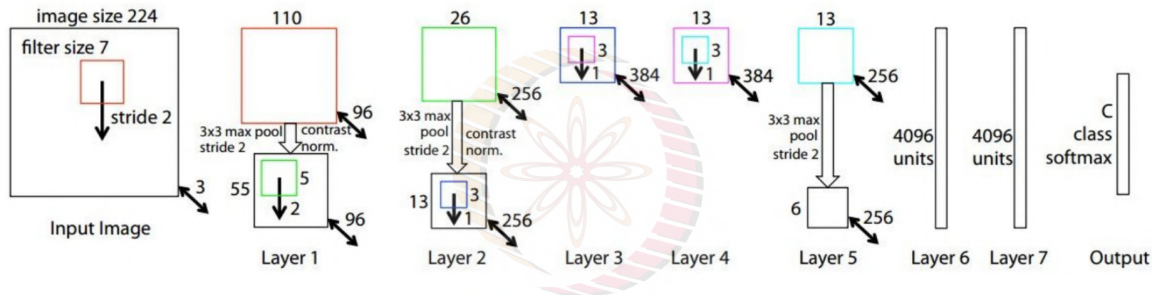 image size 224
filter size 7
stride 2
3
Input Image
110
96
3x3 max pool
stride 2
contrast
norm.
55
5
2
96
Layer 1
26
256
3x3 max
pool
stride 2
contrast
norm.
13
3
1
256
Layer 2
13
3
1
384
Layer 3
13
3
1
384
Layer 4
13
256
3x3 max
pool
stride 2
6
256
Layer 5
4096
units
Layer 6
4096
units
Layer 7
C
class
softmax
Output